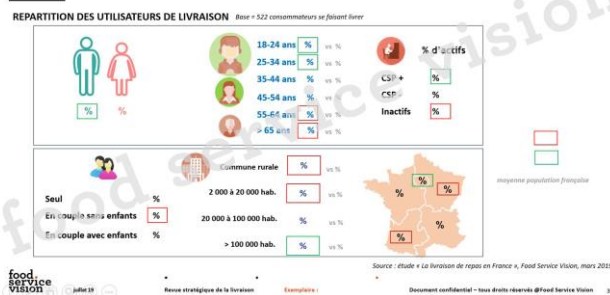 REPARTITION DES UTILISATEURS DE LIVRAISON Base = 522 consommateurs se faisant livrer
18-24 ans % vs %
25-34 ans % vs %
35-44 ans % vs %
45-54 ans % vs %
55-64 ans % vs %
> 65 ans % vs %
% %
% d'actifs
CSP + %
CSP - %
Inactifs %
Seul %
En couple sans enfants %
En couple avec enfants %
Commune rurale % vs %
2 000 à 20 000 hab. % vs %
20 000 à 100 000 hab. % vs %
> 100 000 hab. % vs %
%
% %
%
%
moyenne population française
food service vision
Source : étude « La livraison de repas en France », Food Service Vision, mars 2019
food.
service
vision
juillet 19
Revue stratégique de la livraison
Exemplaire :
Document confidentiel – tous droits réservés @Food Service Vision